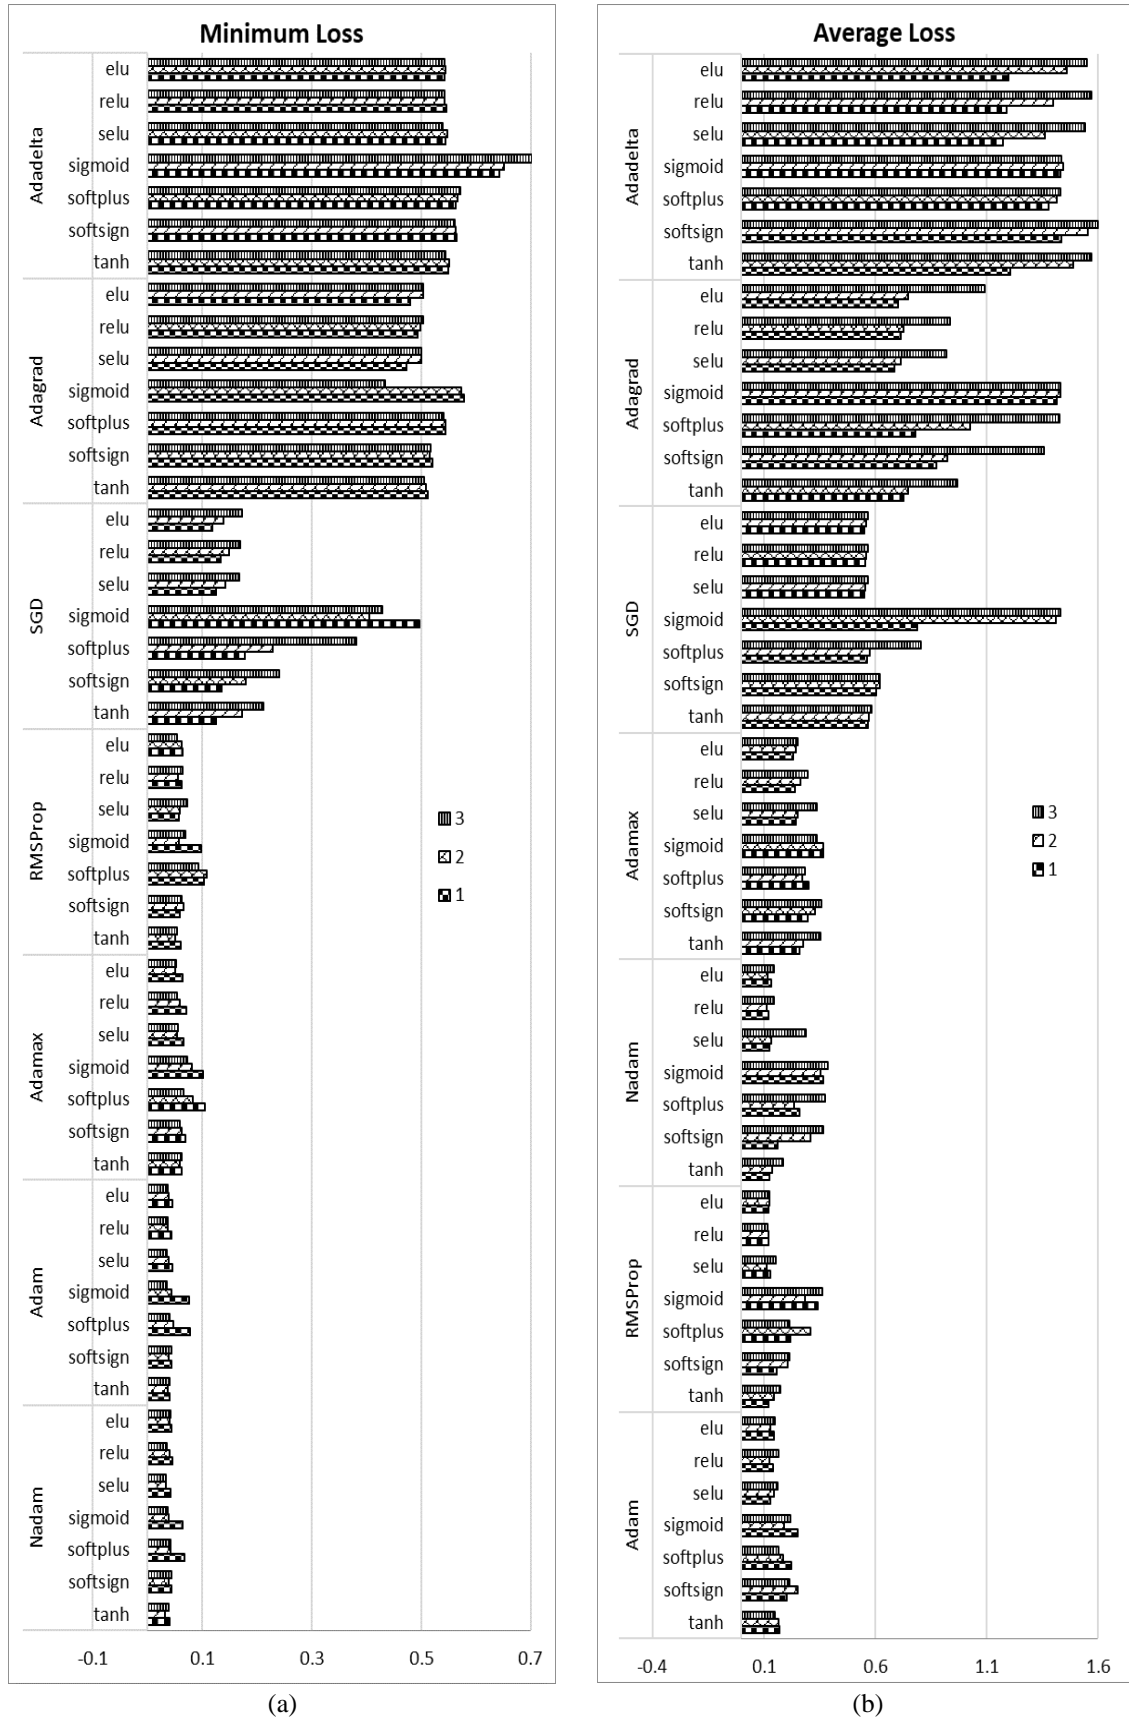 Minimum Loss
Adadelta
elu
relu
selu
sigmoid
softplus
softsign
tanh
Adagrad
elu
relu
selu
sigmoid
softplus
softsign
tanh
SGD
elu
relu
selu
sigmoid
softplus
softsign
tanh
RMSProp
elu
relu
selu
sigmoid
softplus
softsign
tanh
Adamax
elu
relu
selu
sigmoid
softplus
softsign
tanh
Adam
elu
relu
selu
sigmoid
softplus
softsign
tanh
Nadam
elu
relu
selu
sigmoid
softplus
softsign
tanh
3
2
1
-0.1 0.1 0.3 0.5 0.7
(a)
Average Loss
Adadelta
elu
relu
selu
sigmoid
softplus
softsign
tanh
Adagrad
elu
relu
selu
sigmoid
softplus
softsign
tanh
SGD
elu
relu
selu
sigmoid
softplus
softsign
tanh
Adamax
elu
relu
selu
sigmoid
softplus
softsign
tanh
Nadam
elu
relu
selu
sigmoid
softplus
softsign
tanh
RMSProp
elu
relu
selu
sigmoid
softplus
softsign
tanh
Adam
elu
relu
selu
sigmoid
softplus
softsign
tanh
3
2
1
-0.4 0.1 0.6 1.1 1.6
(b)